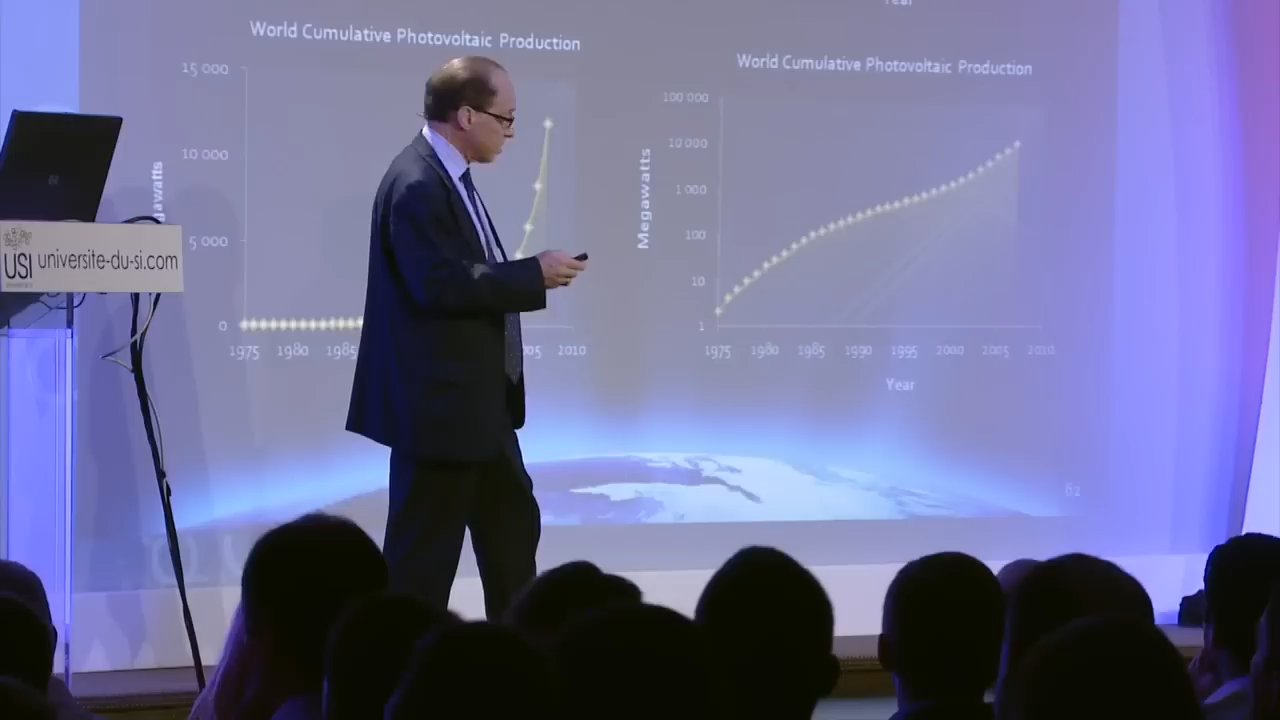 Year
World Cumulative Photovoltaic Production
15 000
10 000
5 000
0
1975 1980 1985 2010
World Cumulative Photovoltaic Production
Megawatts
100 000
10 000
1 000
100
10
1
1975 1980 1985 1990 1995 2000 2005 2010
Year
62
USI universite-du-si.com